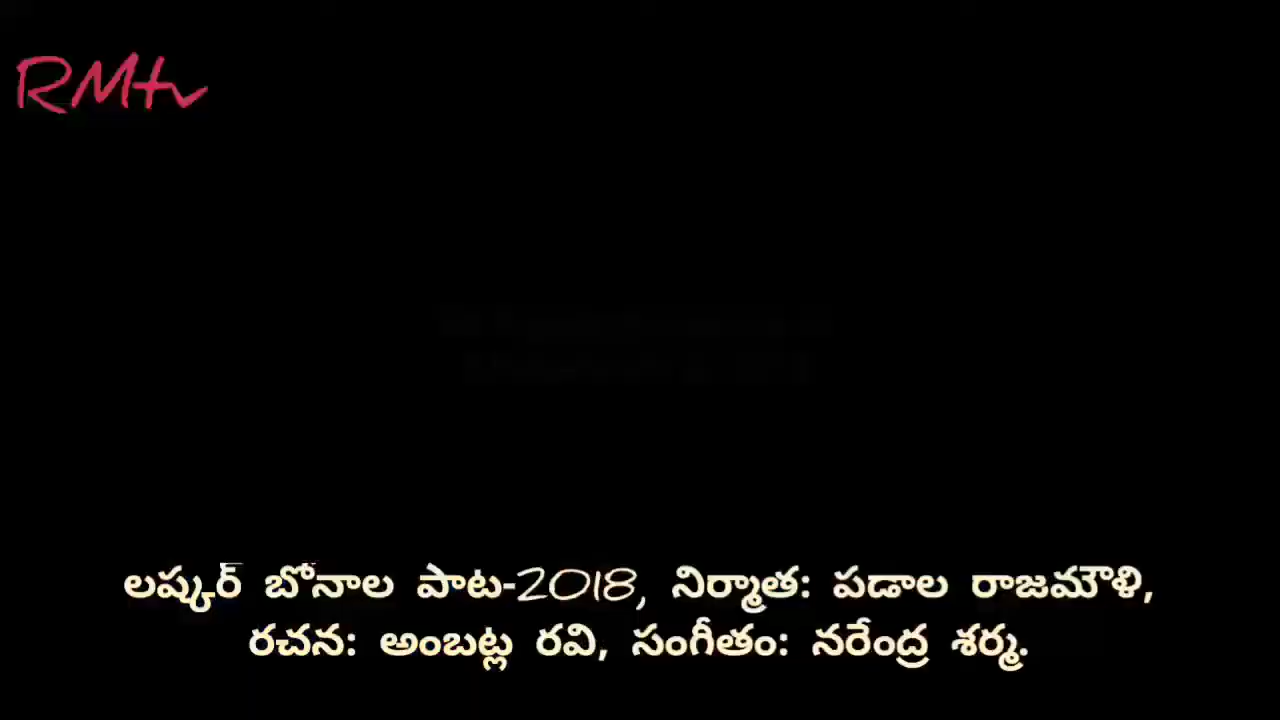 RMtv
లష్కర్ బోనాల పాట-2018, నిర్మాత: పడాల రాజమౌళి,
రచన: అంబట్ల రవి, సంగీతం: నరేంద్ర శర్మ.